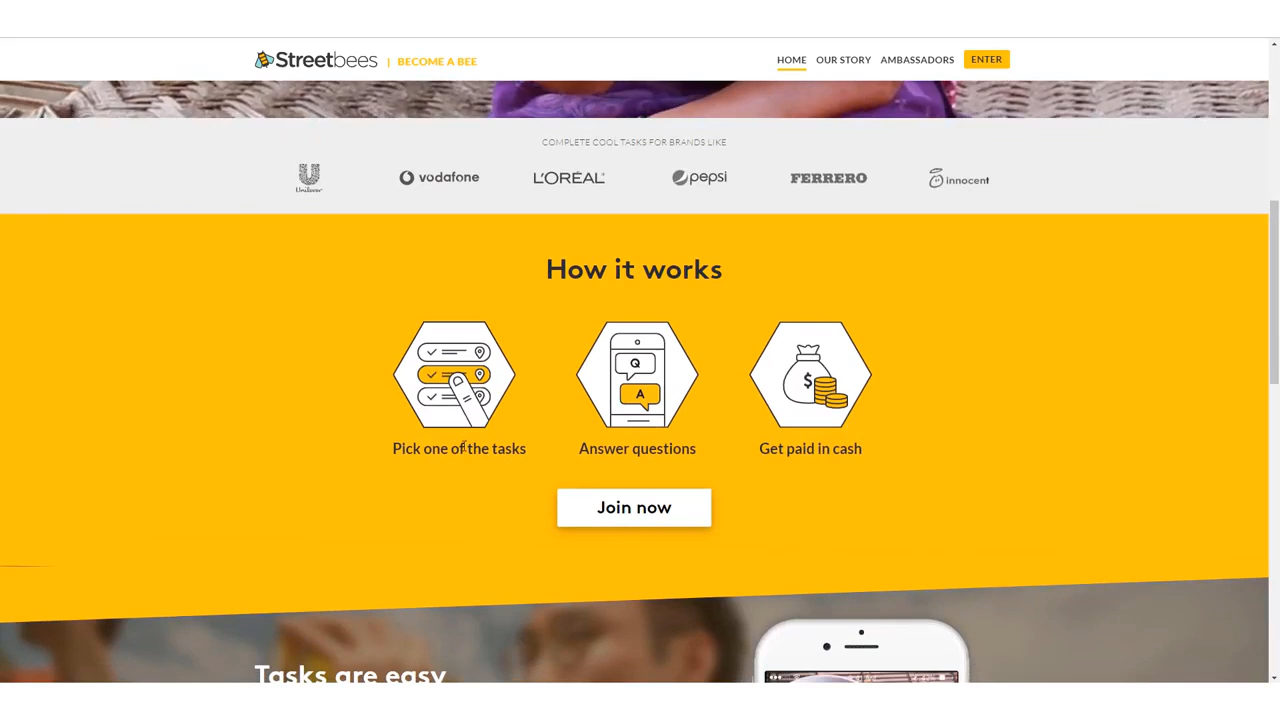 Streetbees | BECOME A BEE
HOME OUR STORY AMBASSADORS ENTER
COMPLETE COOL TASKS FOR BRANDS LIKE
Unilever vodafone L'ORÉAL pepsi FERRERO innocent
How it works
Q
A
$
Pick one of the tasks Answer questions Get paid in cash
Join now
Tasks are easy